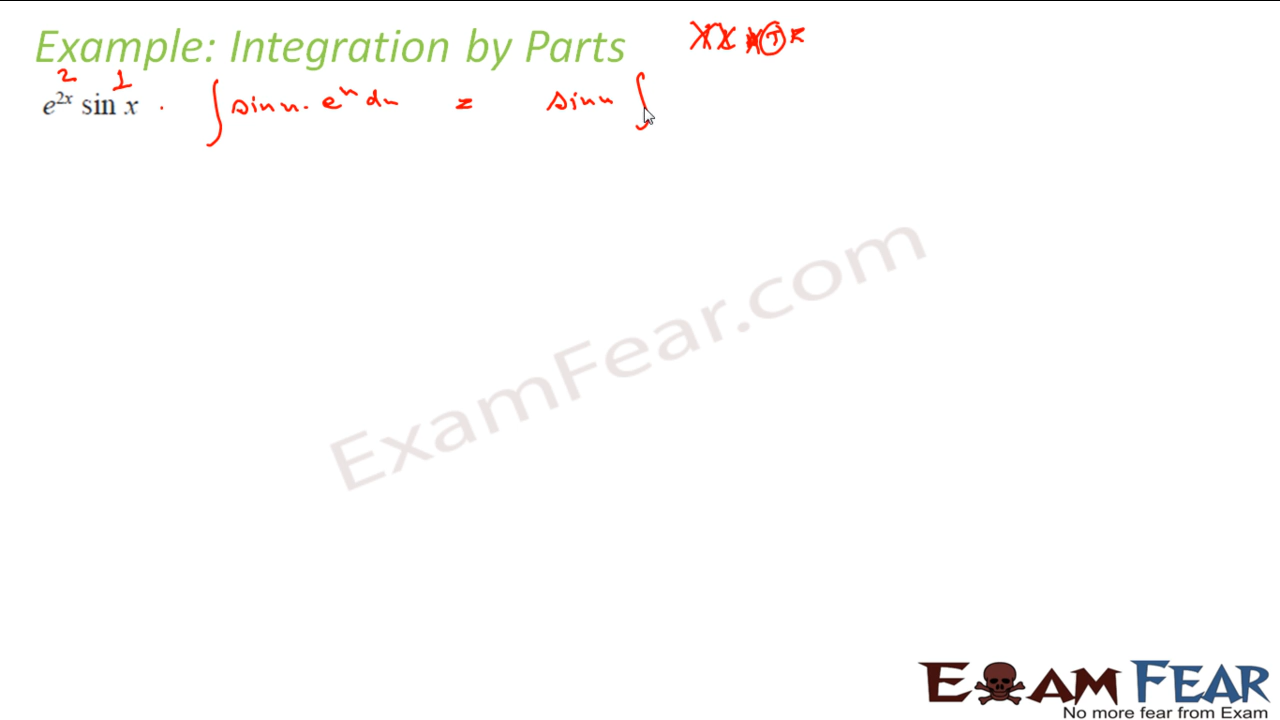 Example: Integration by Parts
2 1
e^{2x} sin x . ∫ sin x . e^x dx = sin x ∫
ExamFear.com
EXAM FEAR
No more fear from Exam